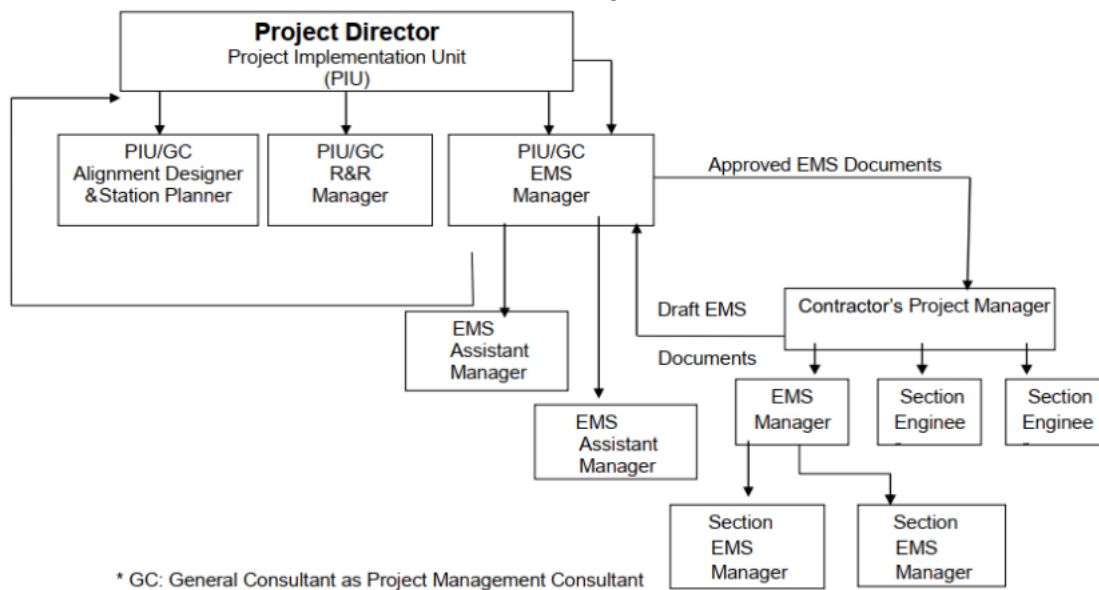 Project Director
Project Implementation Unit
(PIU)
PIU/GC
Alignment Designer
&Station Planner
PIU/GC
R&R
Manager
PIU/GC
EMS
Manager
Approved EMS Documents
Draft EMS
Documents
Contractor's Project Manager
EMS
Assistant
Manager
EMS
Assistant
Manager
EMS
Manager
Section
Enginee
Section
Enginee
Section
EMS
Manager
Section
EMS
Manager
* GC: General Consultant as Project Management Consultant